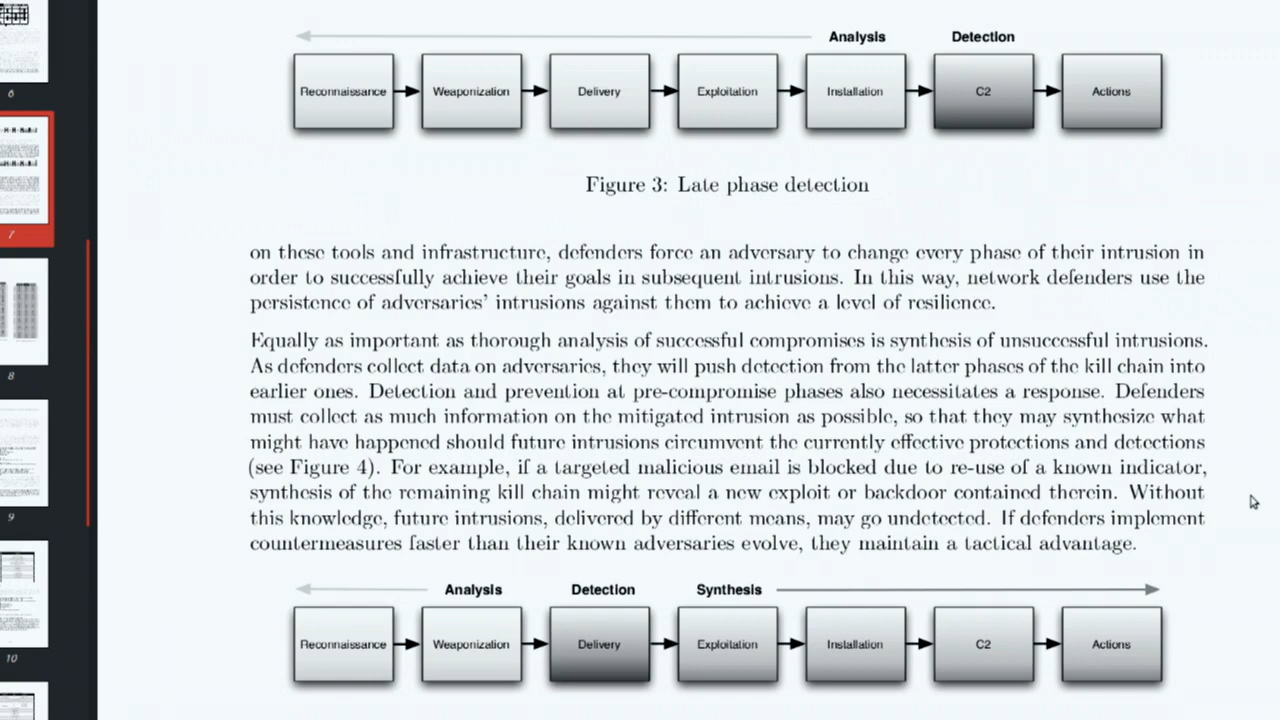 Analysis Detection
Reconnaissance Weaponization Delivery Exploitation Installation C2 Actions
Figure 3: Late phase detection
on these tools and infrastructure, defenders force an adversary to change every phase of their intrusion in
order to successfully achieve their goals in subsequent intrusions. In this way, network defenders use the
persistence of adversaries' intrusions against them to achieve a level of resilience.
Equally as important as thorough analysis of successful compromises is synthesis of unsuccessful intrusions.
As defenders collect data on adversaries, they will push detection from the latter phases of the kill chain into
earlier ones. Detection and prevention at pre-compromise phases also necessitates a response. Defenders
must collect as much information on the mitigated intrusion as possible, so that they may synthesize what
might have happened should future intrusions circumvent the currently effective protections and detections
(see Figure 4). For example, if a targeted malicious email is blocked due to re-use of a known indicator,
synthesis of the remaining kill chain might reveal a new exploit or backdoor contained therein. Without
this knowledge, future intrusions, delivered by different means, may go undetected. If defenders implement
countermeasures faster than their known adversaries evolve, they maintain a tactical advantage.
Analysis Detection Synthesis
Reconnaissance Weaponization Delivery Exploitation Installation C2 Actions
6
7
8
9
10